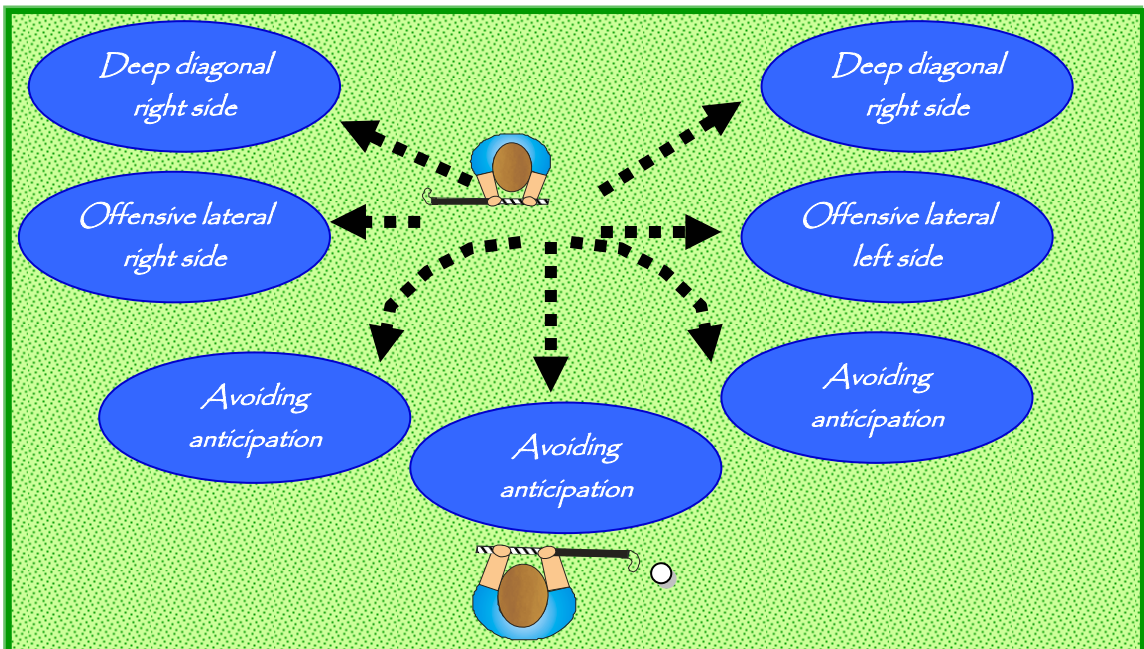 Deep diagonal
right side
Deep diagonal
right side
Offensive lateral
right side
Offensive lateral
left side
Avoiding
anticipation
Avoiding
anticipation
Avoiding
anticipation